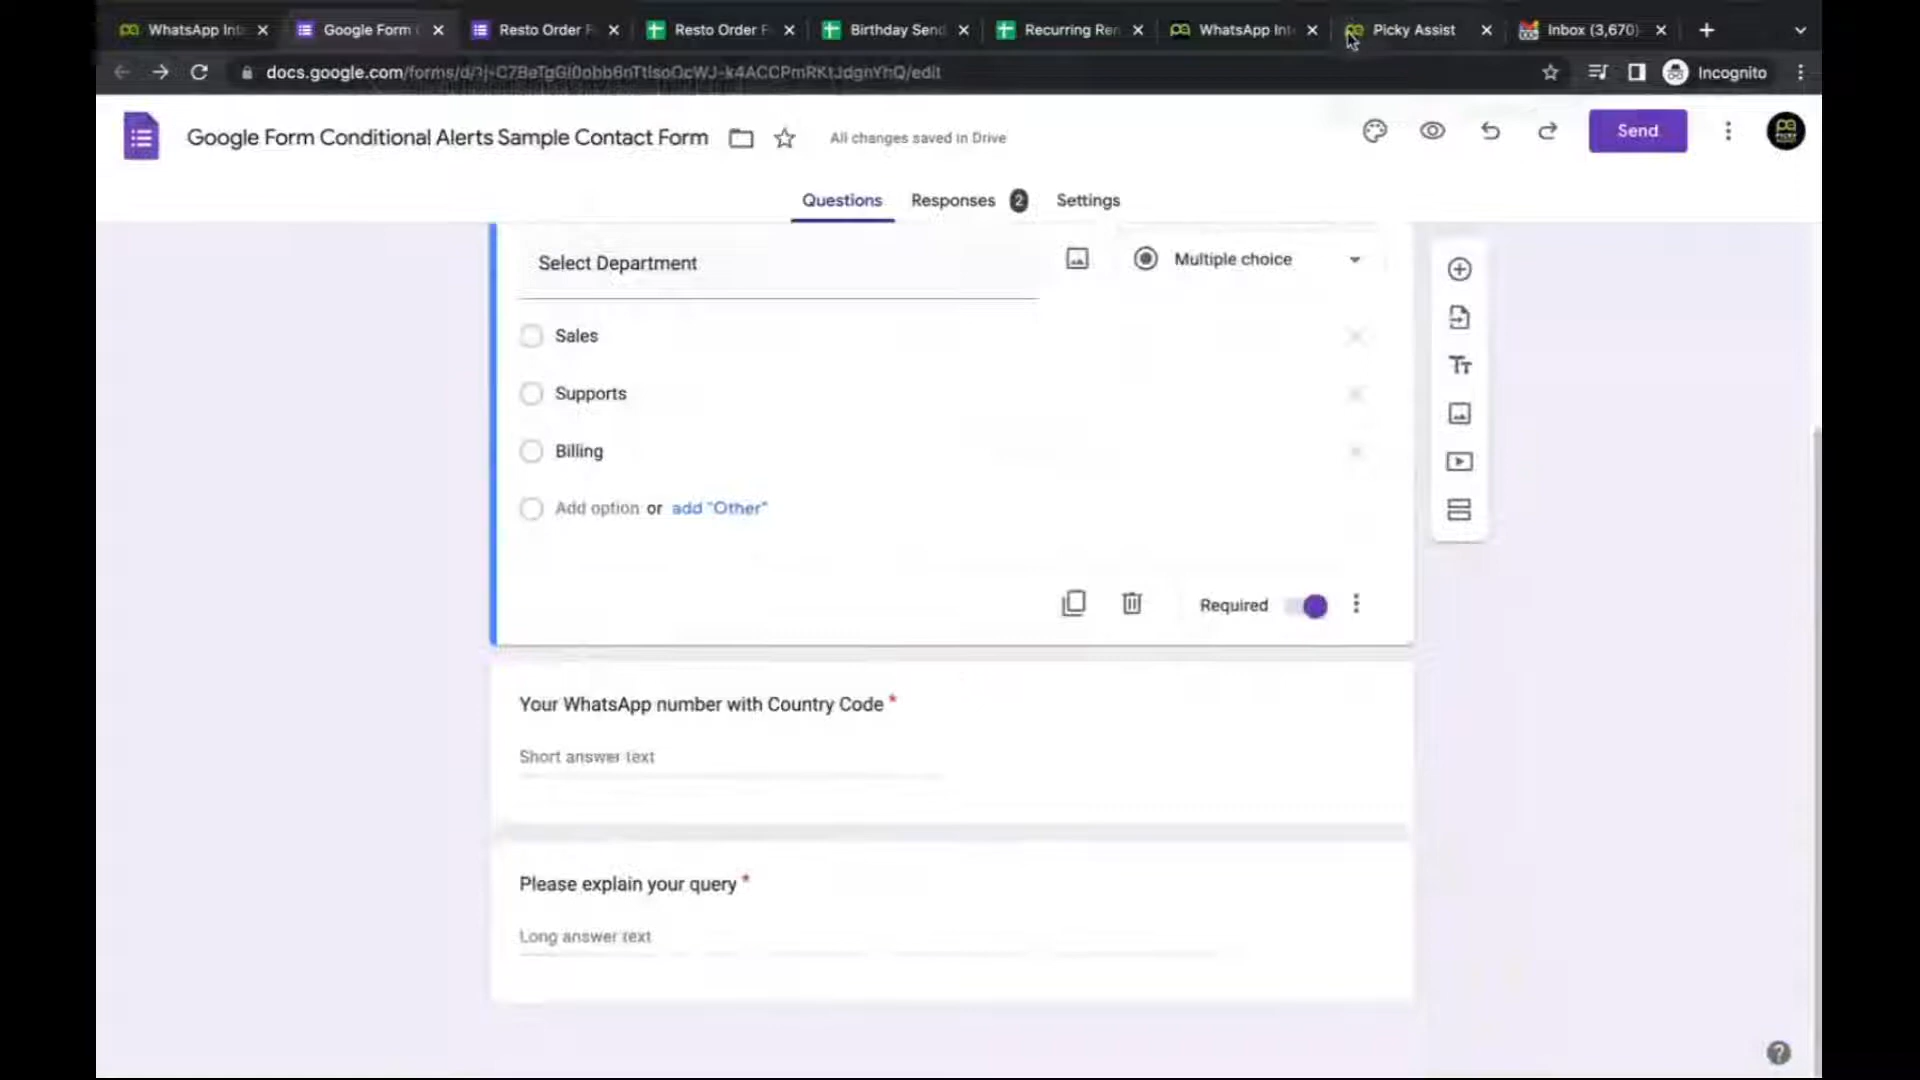 WhatsApp Int
Google Form
Resto Order F
Resto Order F
Birthday Send
Recurring Rem
WhatsApp Int
Picky Assist
Inbox (3,670)
Incognito
Google Form Conditional Alerts Sample Contact Form
All changes saved in Drive
Send
Questions
Responses 2
Settings
Select Department
Multiple choice
Sales
Supports
Billing
Add option or add "Other"
Required
Your WhatsApp number with Country Code *
Short answer text
Please explain your query *
Long answer text